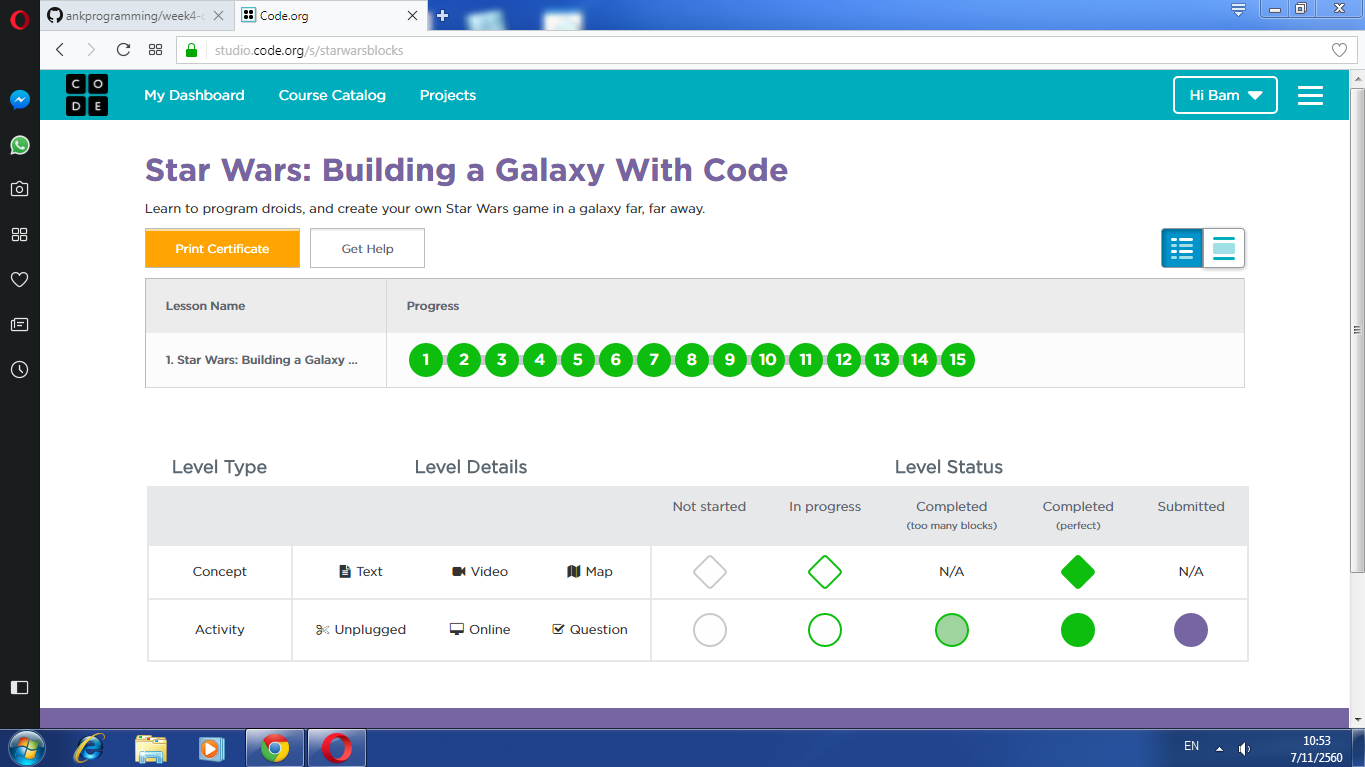 ankprogramming/week4-c
Code.org
studio.code.org/s/starwarsblocks
CODE
My Dashboard
Course Catalog
Projects
Hi Bam
Star Wars: Building a Galaxy With Code
Learn to program droids, and create your own Star Wars game in a galaxy far, far away.
Print Certificate
Get Help
Lesson Name
Progress
1. Star Wars: Building a Galaxy ...
1 2 3 4 5 6 7 8 9 10 11 12 13 14 15
Level Type
Level Details
Level Status
Not started
In progress
Completed
(too many blocks)
Completed
(perfect)
Submitted
Concept
Text
Video
Map
N/A
N/A
Activity
Unplugged
Online
Question
EN
10:53
7/11/2560